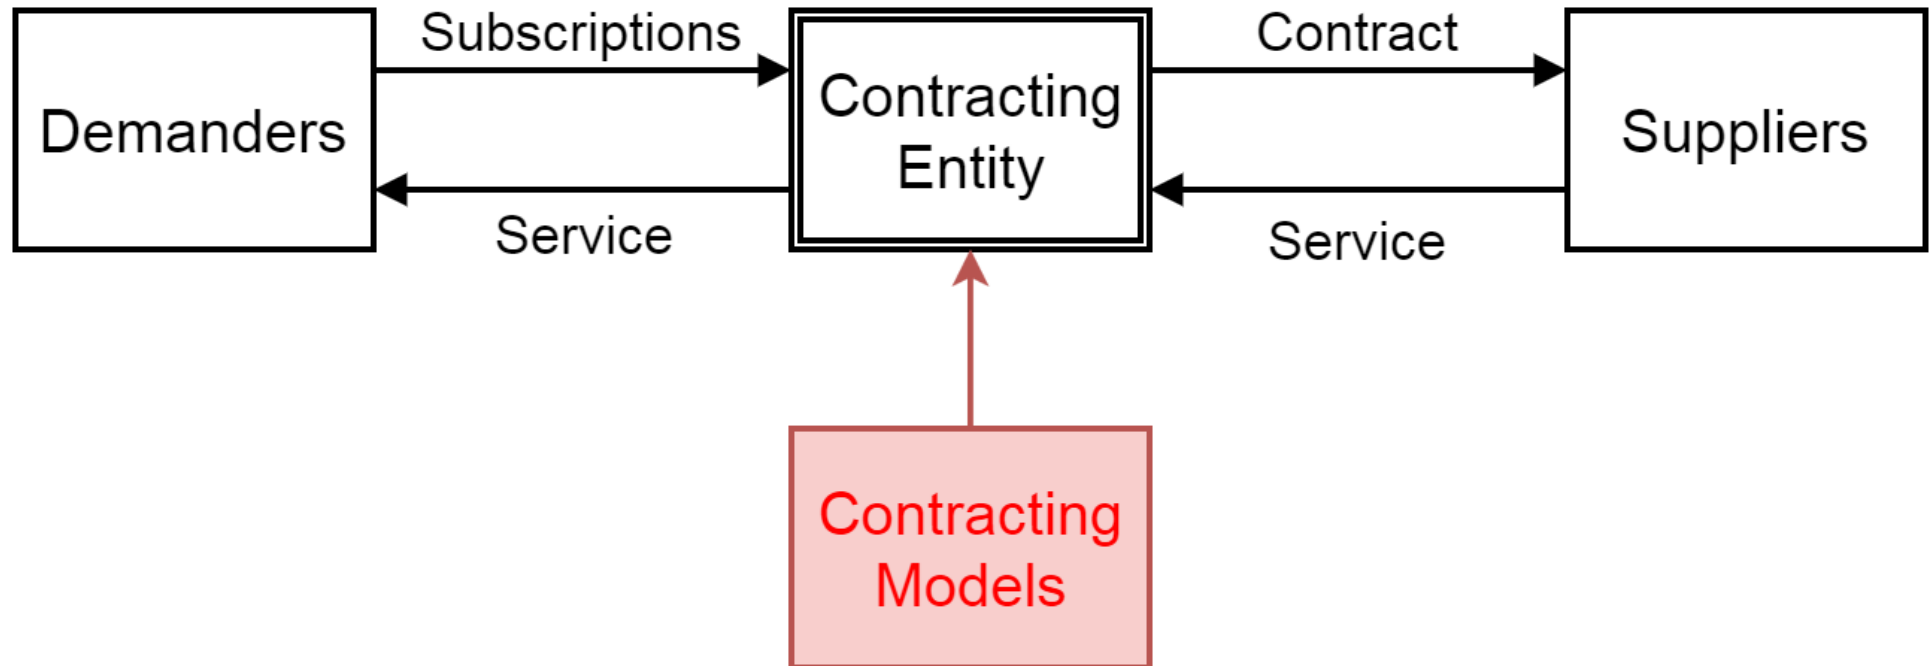 Subscriptions
Contract
Demanders
Contracting
Entity
Suppliers
Service
Service
Contracting
Models